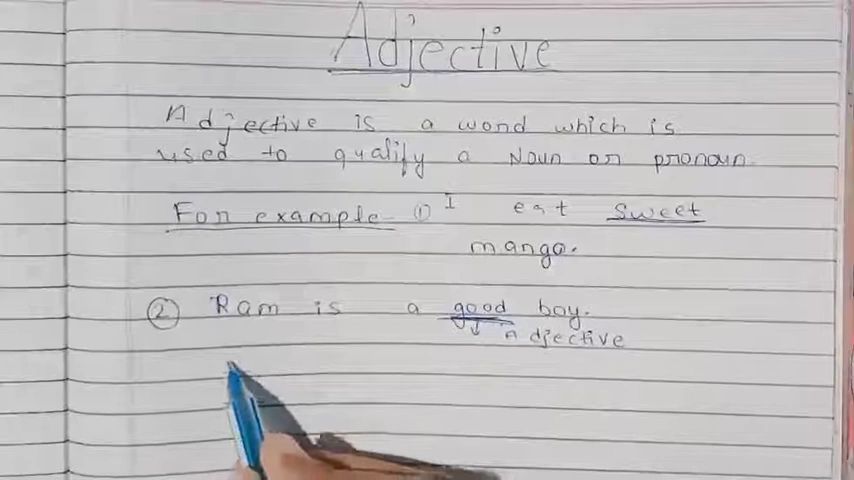 Adjective
Adjective is a word which is
used to qualify a Noun or pronoun.
For example ① I eat sweet
mango.
② Ram is a good boy.
↓ Adjective